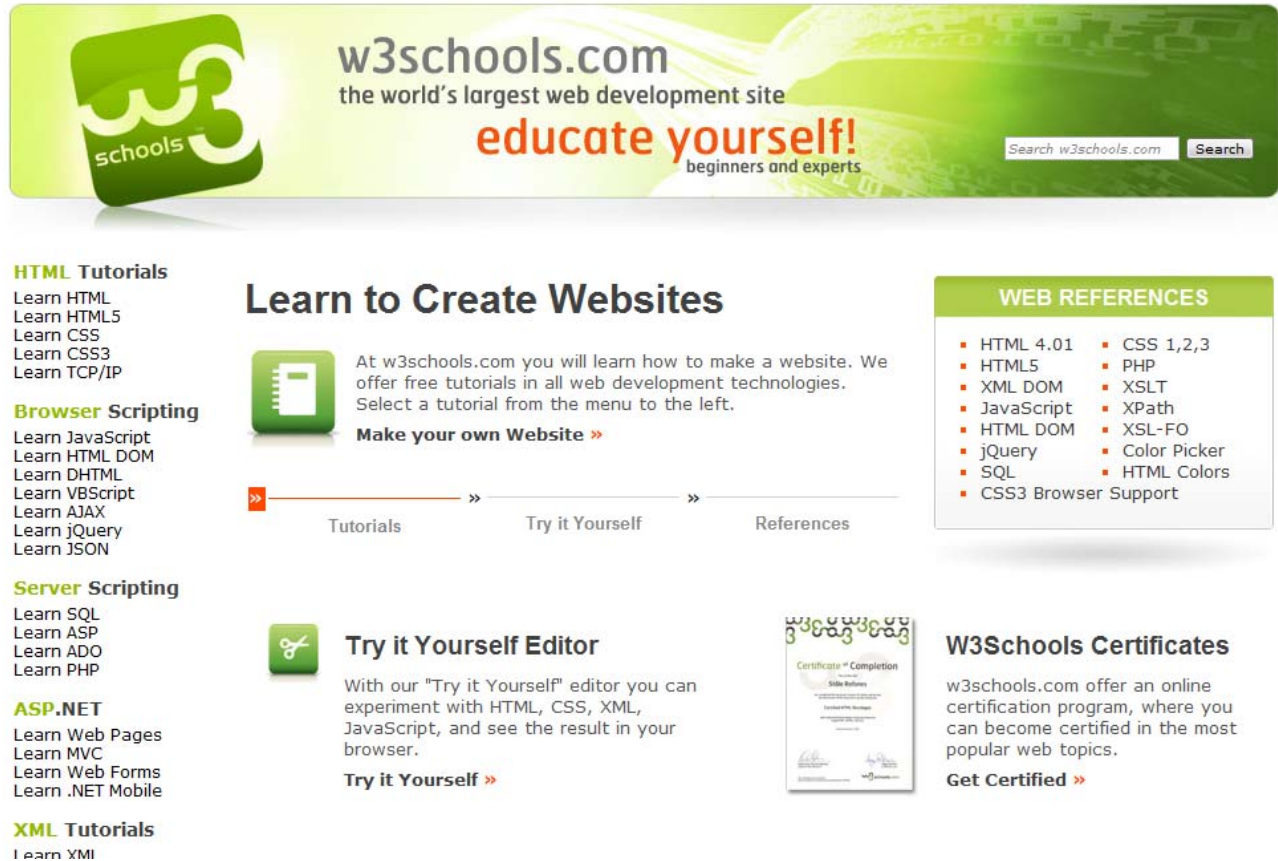 w3schools.com
the world's largest web development site
educate yourself!
beginners and experts
w3
schools
Search w3schools.com
Search
HTML Tutorials
Learn HTML
Learn HTML5
Learn CSS
Learn CSS3
Learn TCP/IP
Browser Scripting
Learn JavaScript
Learn HTML DOM
Learn DHTML
Learn VBScript
Learn AJAX
Learn jQuery
Learn JSON
Server Scripting
Learn SQL
Learn ASP
Learn ADO
Learn PHP
ASP.NET
Learn Web Pages
Learn MVC
Learn Web Forms
Learn .NET Mobile
XML Tutorials
Learn XML
Learn to Create Websites
At w3schools.com you will learn how to make a website. We
offer free tutorials in all web development technologies.
Select a tutorial from the menu to the left.
Make your own Website »
» » »
Tutorials Try it Yourself References
WEB REFERENCES
HTML 4.01
HTML5
XML DOM
JavaScript
HTML DOM
jQuery
SQL
CSS3 Browser Support
CSS 1,2,3
PHP
XSLT
XPath
XSL-FO
Color Picker
HTML Colors
Try it Yourself Editor
With our "Try it Yourself" editor you can
experiment with HTML, CSS, XML,
JavaScript, and see the result in your
browser.
Try it Yourself »
Certificate of Completion
W3Schools Certificates
w3schools.com offer an online
certification program, where you
can become certified in the most
popular web topics.
Get Certified »